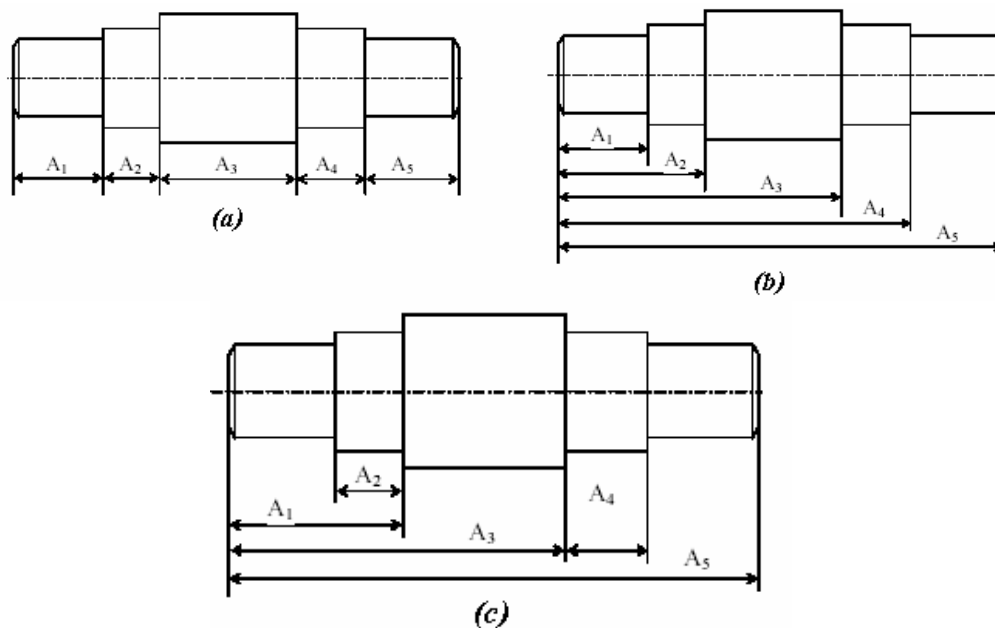 A₁ A₂ A₃ A₄ A₅
(a)
A₁
A₂
A₃
A₄
A₅
(b)
A₂
A₄
A₁
A₃
A₅
(c)